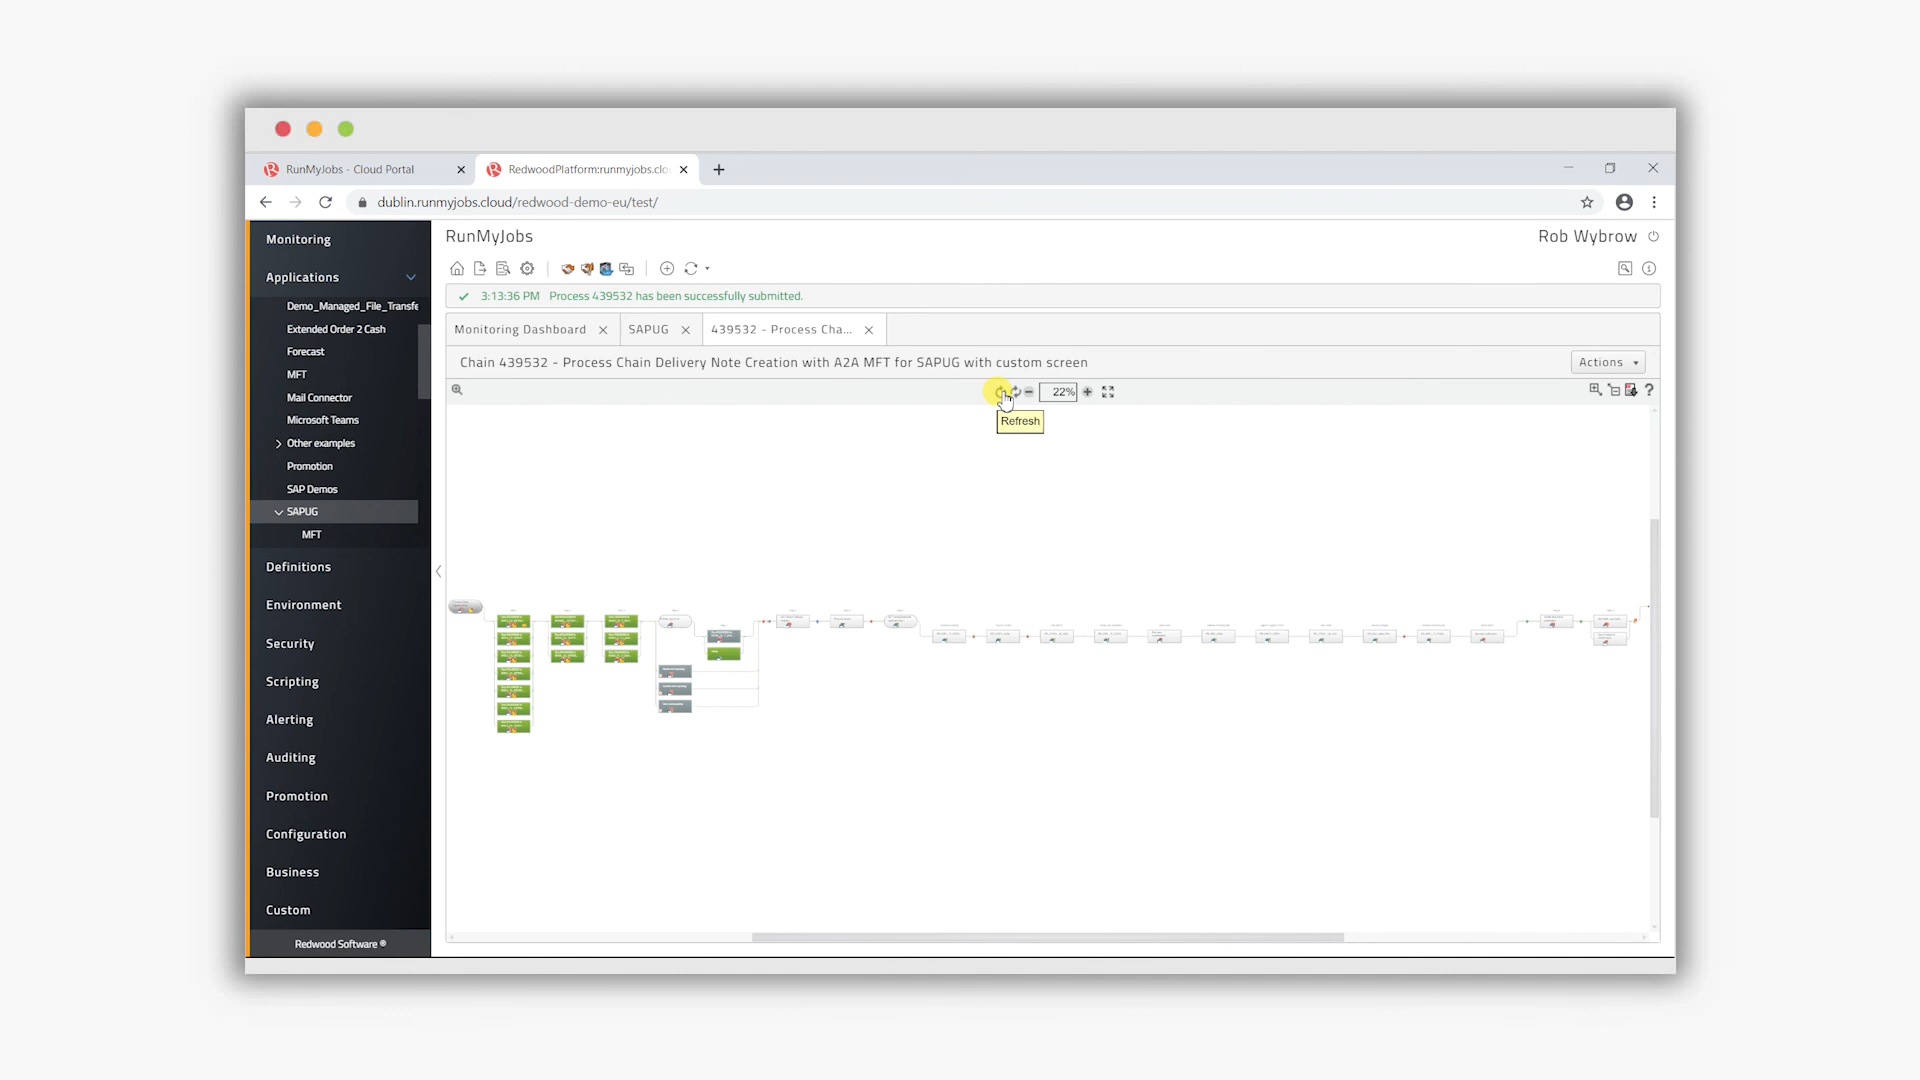 RunMyJobs - Cloud Portal
RedwoodPlatform:runmyjobs.clo
dublin.runmyjobs.cloud/redwood-demo-eu/test/
Monitoring
Applications
Demo_Managed_File_Transfe
Extended Order 2 Cash
Forecast
MFT
Mail Connector
Microsoft Teams
Other examples
Promotion
SAP Demos
SAPUG
MFT
Definitions
Environment
Security
Scripting
Alerting
Auditing
Promotion
Configuration
Business
Custom
Redwood Software ®
RunMyJobs
Rob Wybrow
3:13:36 PM Process 439532 has been successfully submitted.
Monitoring Dashboard
SAPUG
439532 - Process Cha...
Chain 439532 - Process Chain Delivery Note Creation with A2A MFT for SAPUG with custom screen
Actions
22%
Refresh